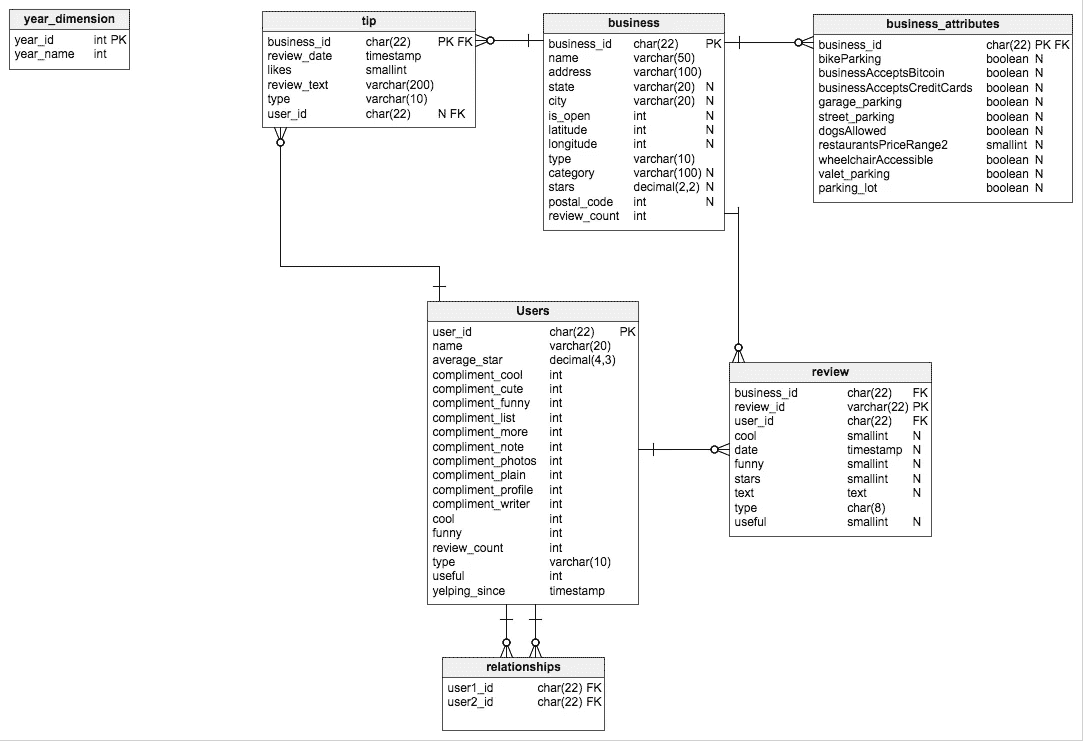 year_dimension
year_id int PK
year_name int
tip
business_id char(22) PK FK
review_date timestamp
likes smallint
review_text varchar(200)
type varchar(10)
user_id char(22) N FK
business
business_id char(22) PK
name varchar(50)
address varchar(100)
state varchar(20) N
city varchar(20) N
is_open int N
latitude int N
longitude int N
type varchar(10)
category varchar(100) N
stars decimal(2,2) N
postal_code int N
review_count int
business_attributes
business_id char(22) PK FK
bikeParking boolean N
businessAcceptsBitcoin boolean N
businessAcceptsCreditCards boolean N
garage_parking boolean N
street_parking boolean N
dogsAllowed boolean N
restaurantsPriceRange2 smallint N
wheelchairAccessible boolean N
valet_parking boolean N
parking_lot boolean N
Users
user_id char(22) PK
name varchar(20)
average_star decimal(4,3)
compliment_cool int
compliment_cute int
compliment_funny int
compliment_list int
compliment_more int
compliment_note int
compliment_photos int
compliment_plain int
compliment_profile int
compliment_writer int
cool int
funny int
review_count int
type varchar(10)
useful int
yelping_since timestamp
review
business_id char(22) FK
review_id varchar(22) PK
user_id char(22) FK
cool smallint N
date timestamp N
funny smallint N
stars smallint N
text text N
type char(8)
useful smallint N
relationships
user1_id char(22) FK
user2_id char(22) FK